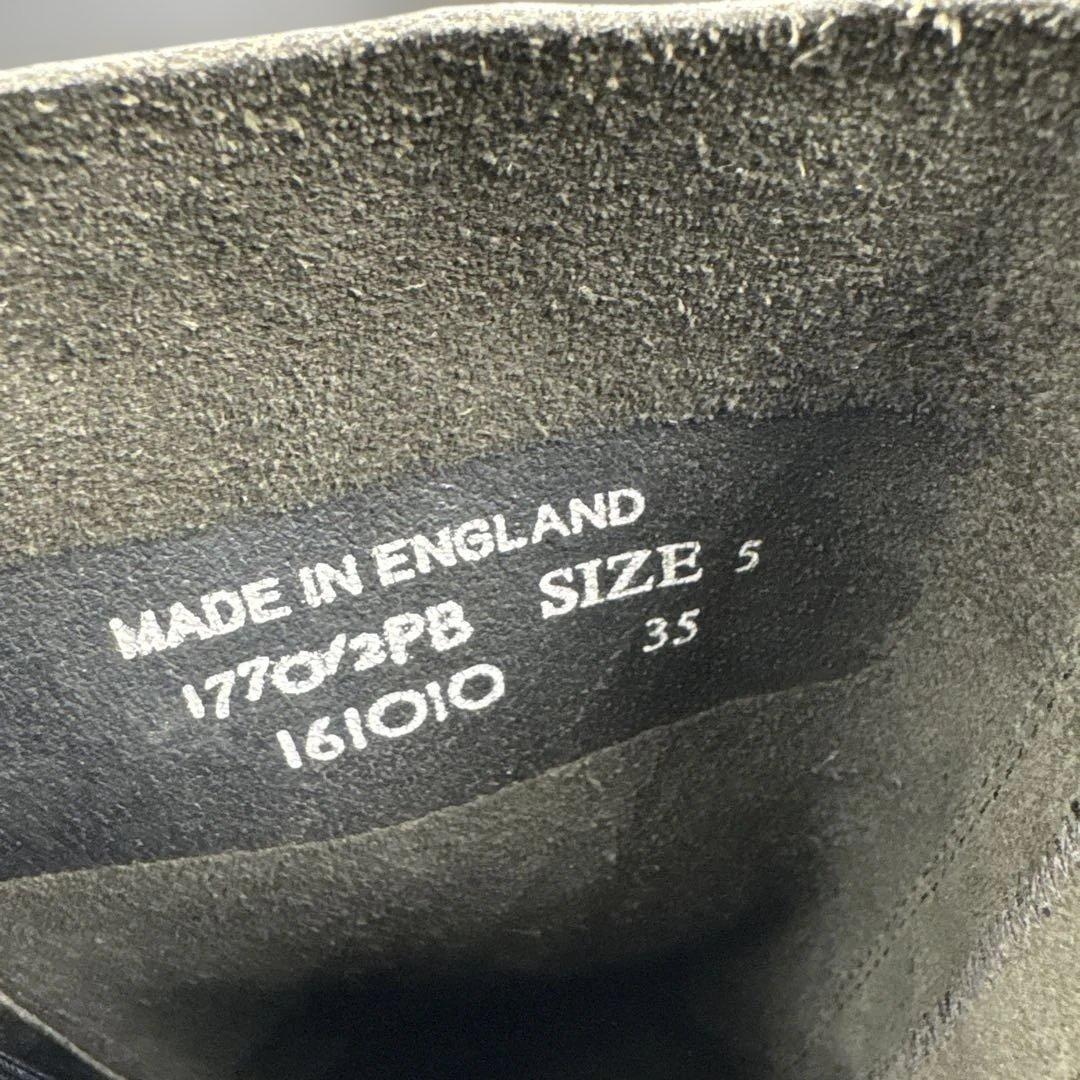 MADE IN ENGLAND
1770/2PB SIZE 5
161010 35